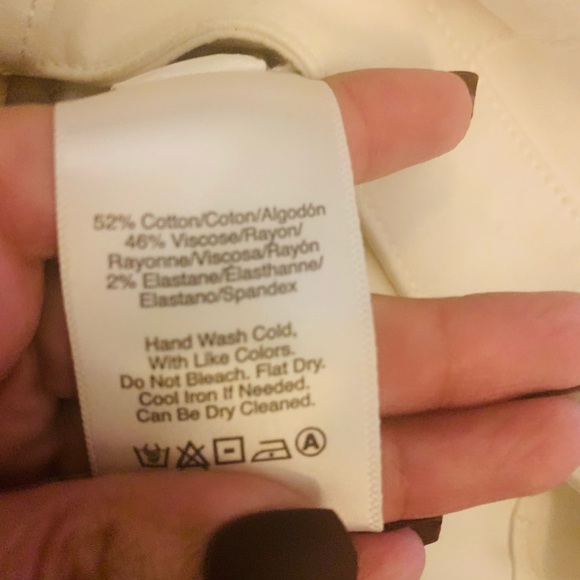 52% Cotton/Coton/Algodón
46% Viscose/Rayon/
Rayonne/Viscosa/Rayón
2% Elastane/Élasthanne/
Elastano/Spandex
Hand Wash Cold,
With Like Colors.
Do Not Bleach. Flat Dry.
Cool Iron If Needed.
Can Be Dry Cleaned.
A